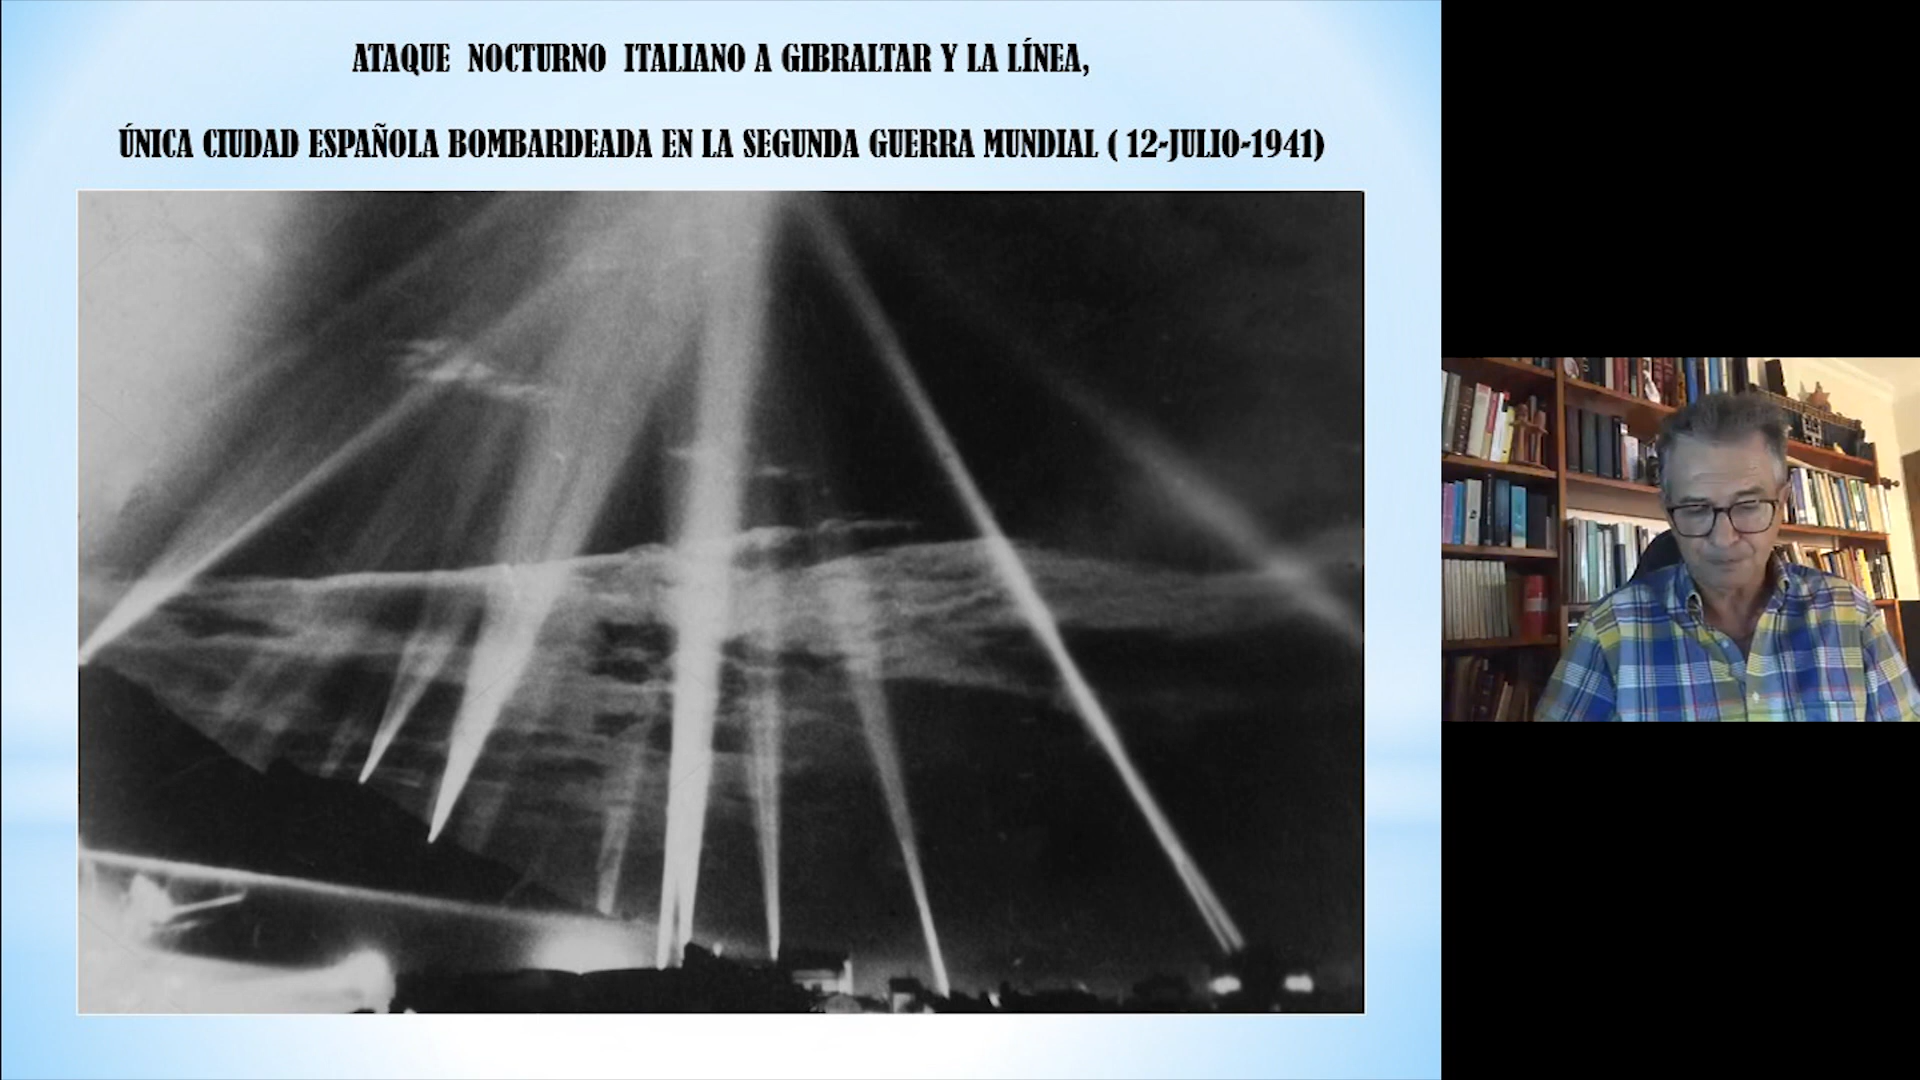 ATAQUE NOCTURNO ITALIANO A GIBRALTAR Y LA LÍNEA,
ÚNICA CIUDAD ESPAÑOLA BOMBARDEADA EN LA SEGUNDA GUERRA MUNDIAL ( 12-JULIO-1941)